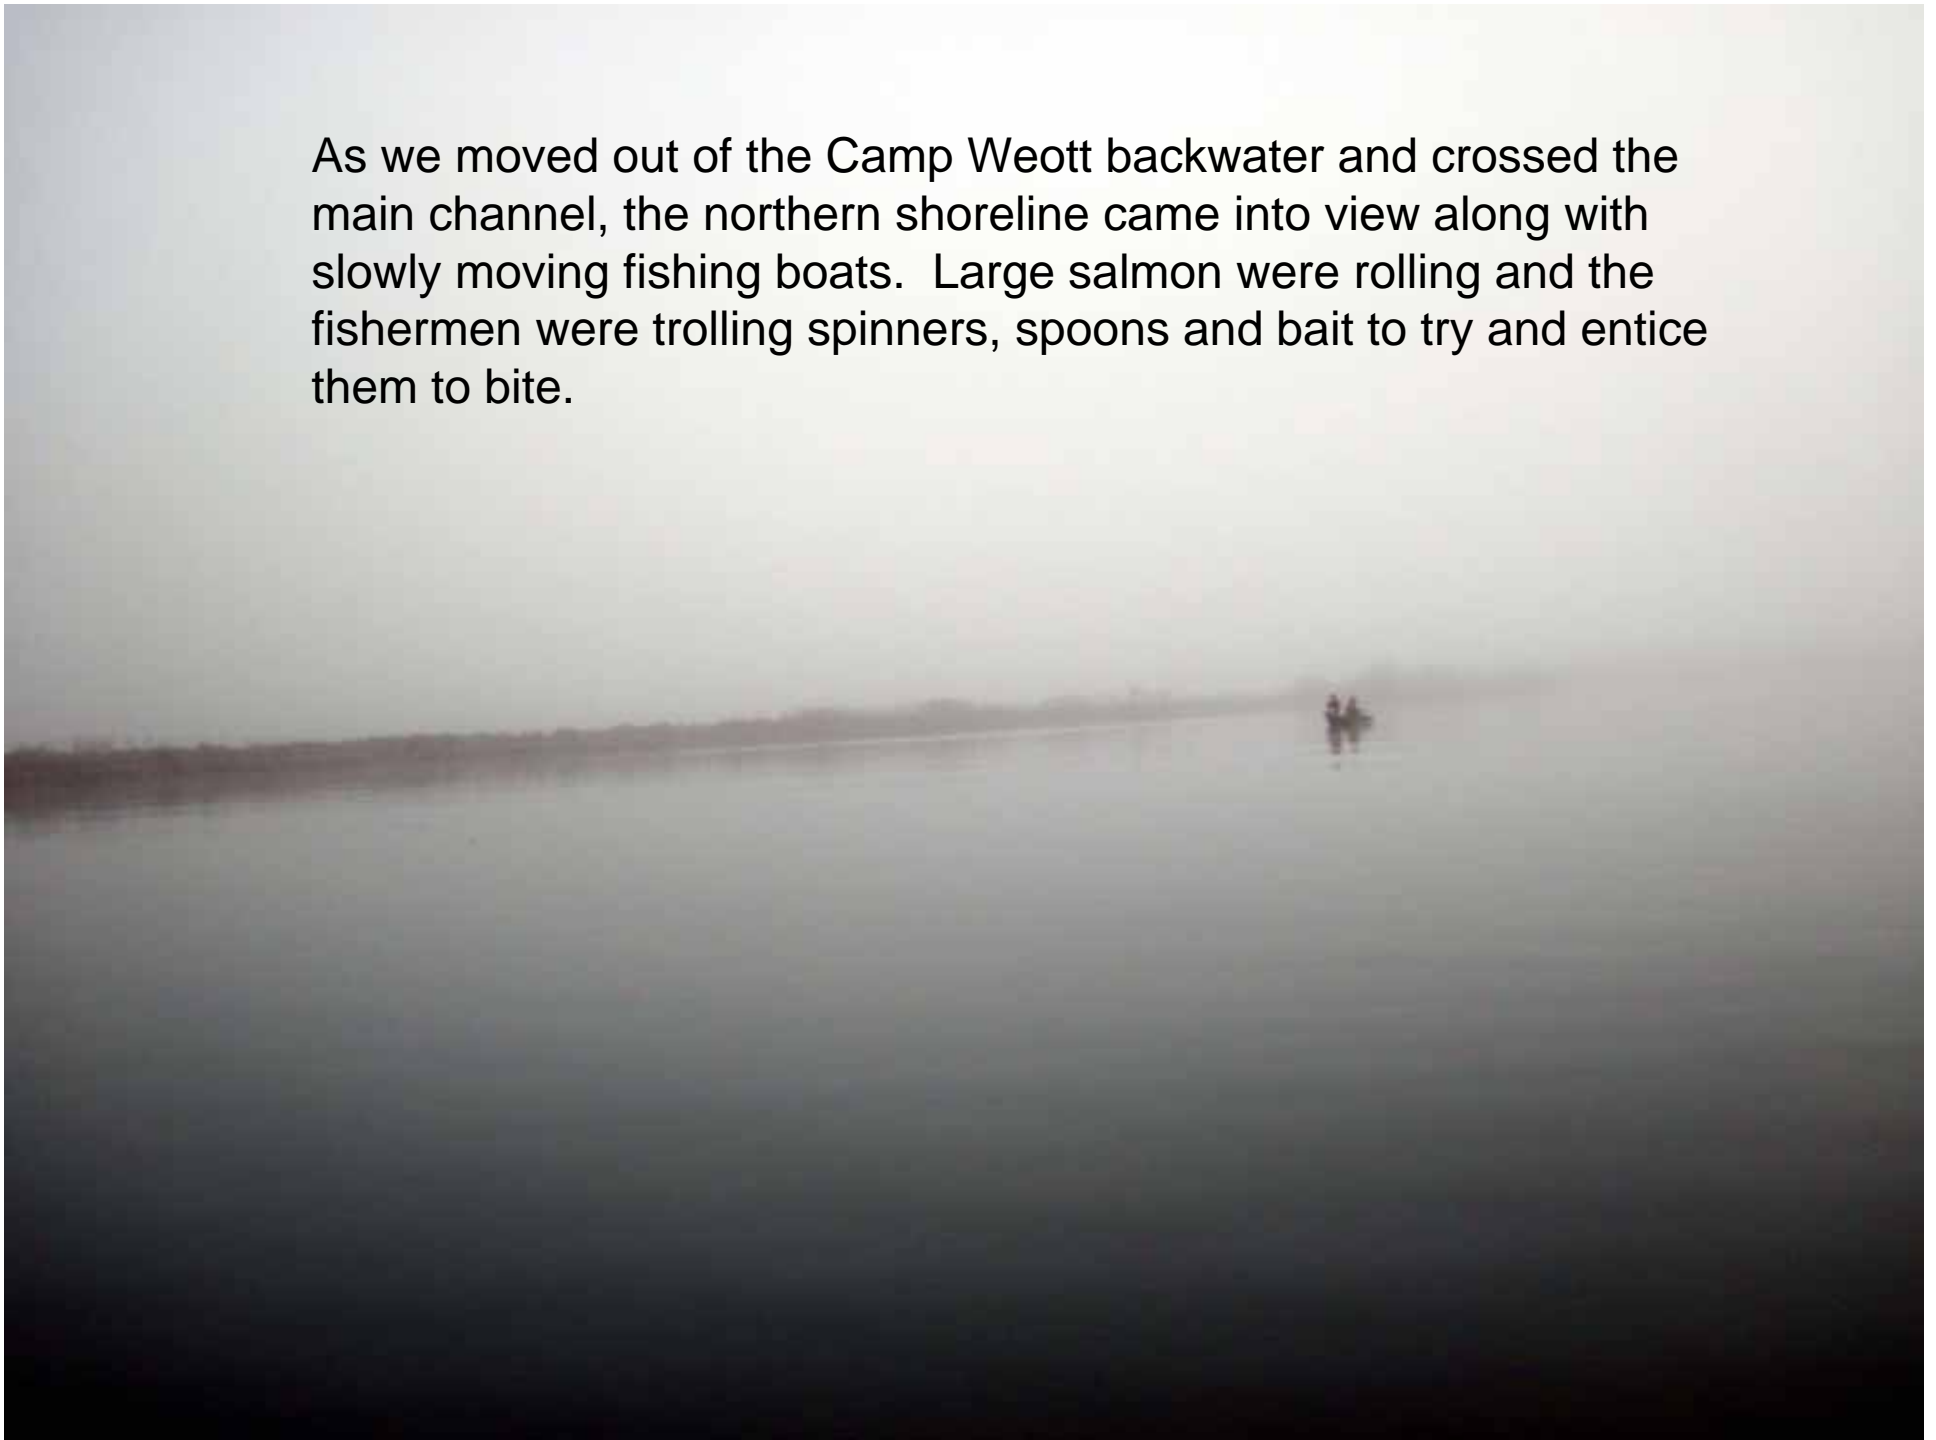 As we moved out of the Camp Weott backwater and crossed the
main channel, the northern shoreline came into view along with
slowly moving fishing boats.  Large salmon were rolling and the
fishermen were trolling spinners, spoons and bait to try and entice
them to bite.